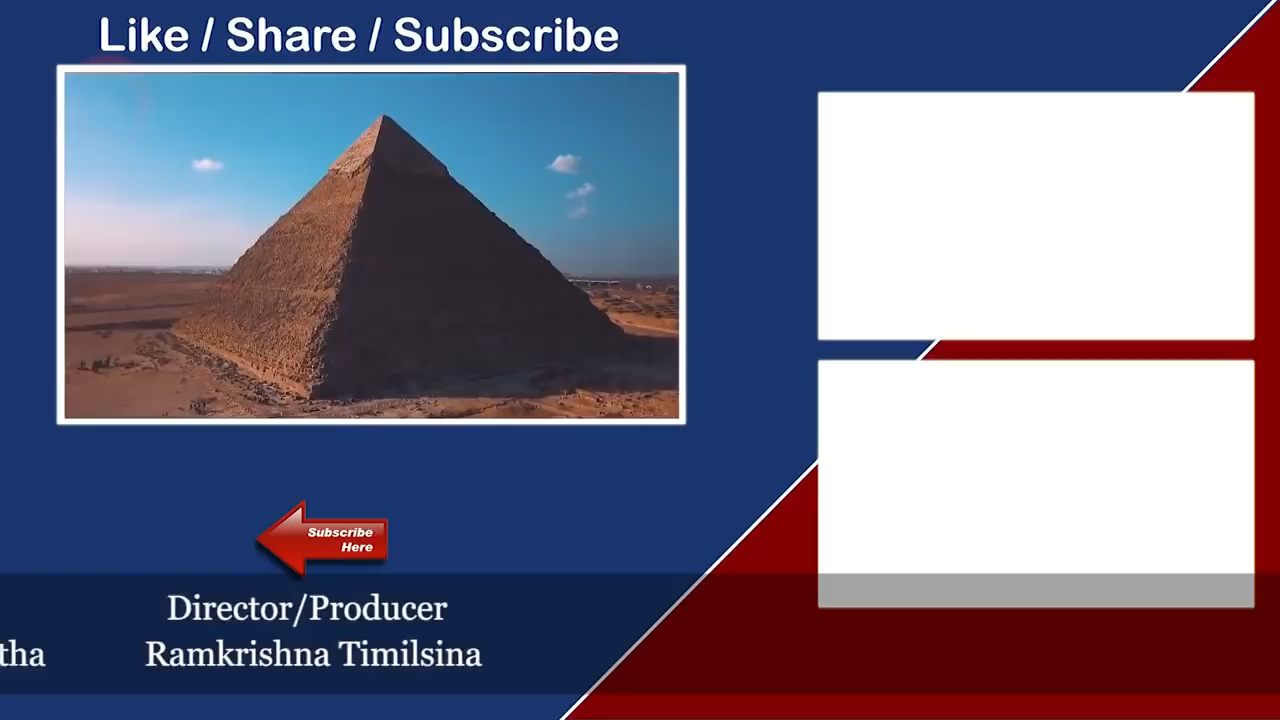 Like / Share / Subscribe
Subscribe
Here
Director/Producer
tha
Ramkrishna Timilsina